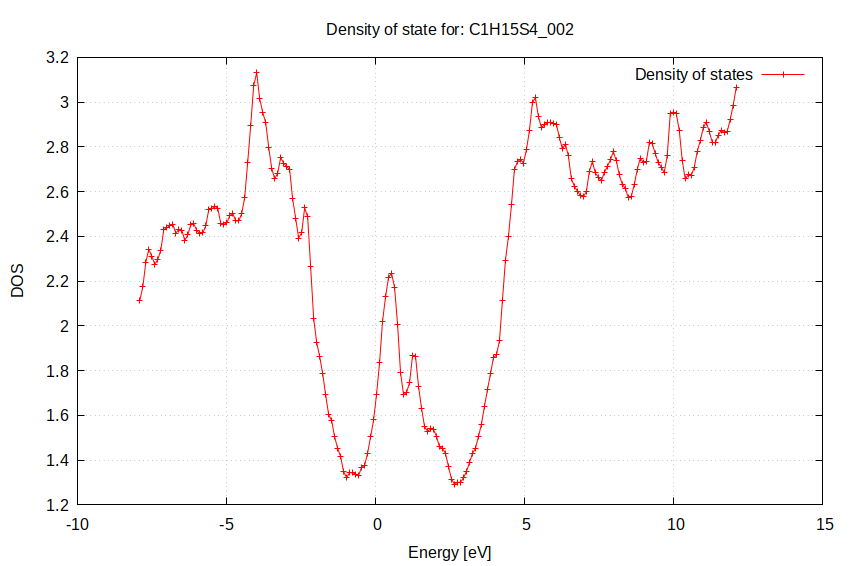 Density of state for: C1H15S4_002
Density of states
3.2
3
2.8
2.6
2.4
2.2
2
1.8
1.6
1.4
1.2
DOS
-10 -5 0 5 10 15
Energy [eV]